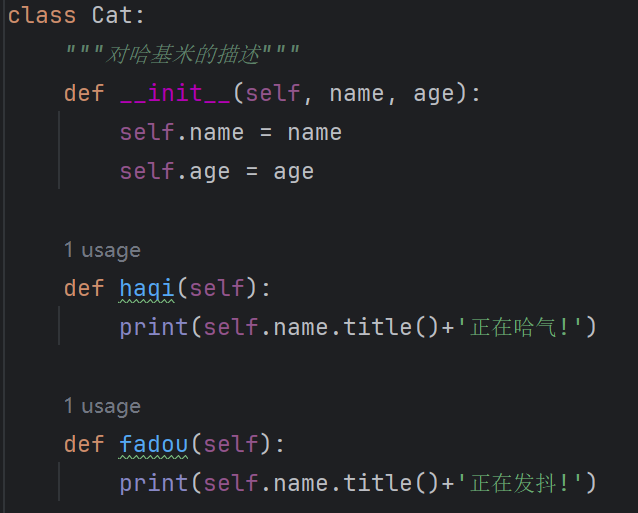 class Cat:
    """对哈基米的描述"""
    def __init__(self, name, age):
        self.name = name
        self.age = age
    1 usage
    def haqi(self):
        print(self.name.title()+'正在哈气!')
    1 usage
    def fadou(self):
        print(self.name.title()+'正在发抖!')